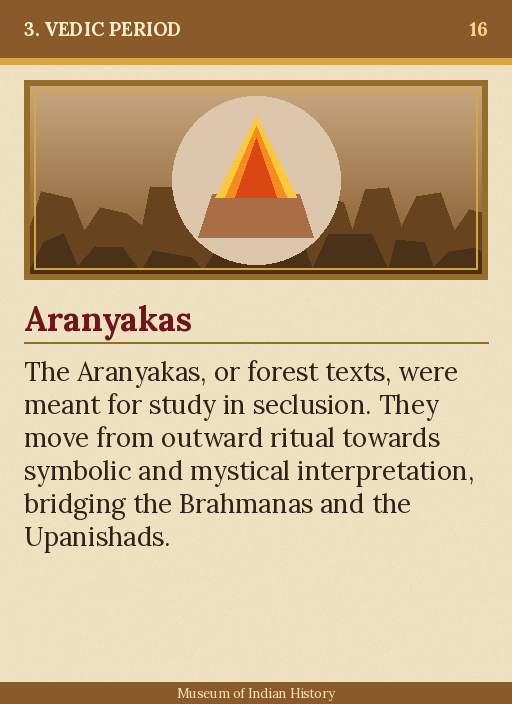 3. VEDIC PERIOD
16
Aranyakas
The Aranyakas, or forest texts, were
meant for study in seclusion. They
move from outward ritual towards
symbolic and mystical interpretation,
bridging the Brahmanas and the
Upanishads.
Museum of Indian History